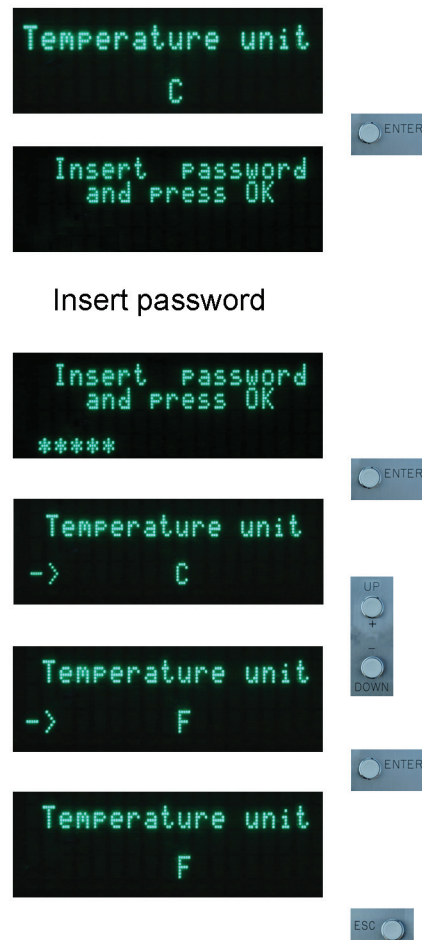 Temperature unit
C
ENTER
Insert password
and press OK
Insert password
Insert password
and press OK
*****
ENTER
Temperature unit
-> C
UP
+
-
DOWN
Temperature unit
-> F
ENTER
Temperature unit
F
ESC